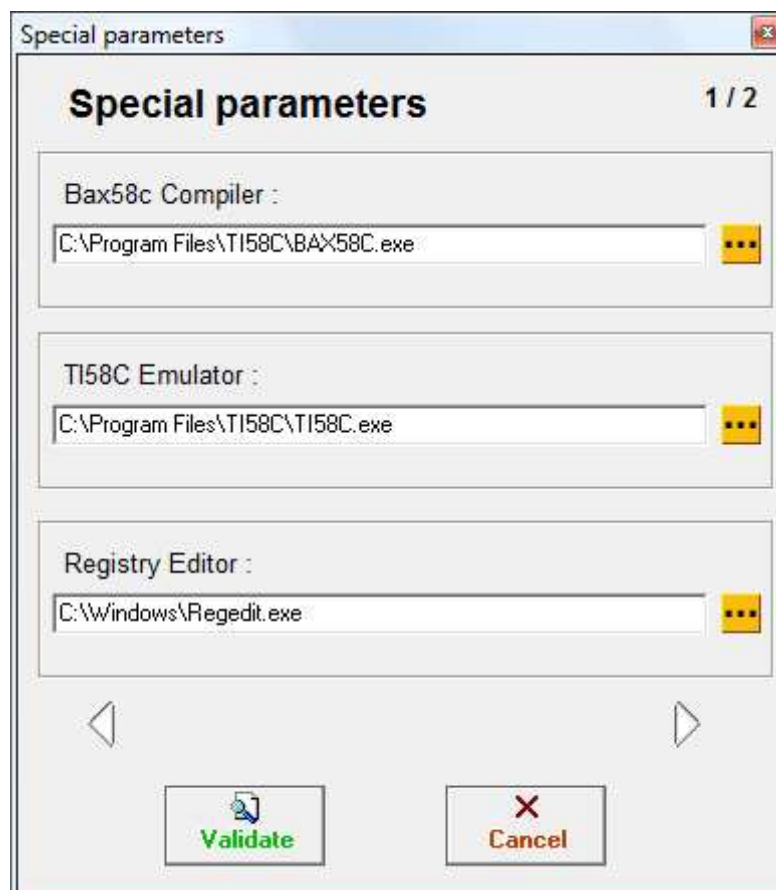 Special parameters
Special parameters 1 / 2
Bax58c Compiler :
C:\Program Files\TI58C\BAX58C.exe
TI58C Emulator :
C:\Program Files\TI58C\TI58C.exe
Registry Editor :
C:\Windows\Regedit.exe
Validate Cancel